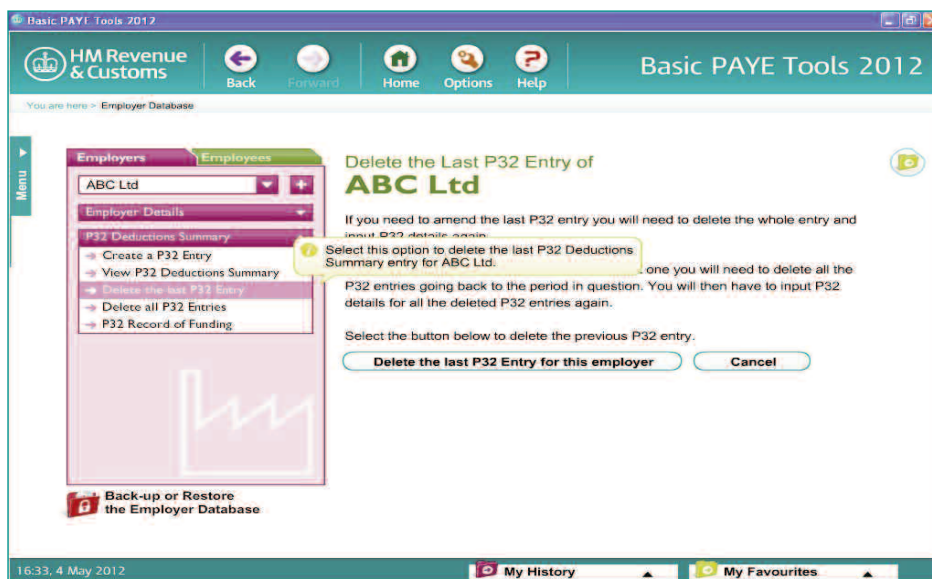 Basic PAYE Tools 2012
HM Revenue
& Customs
Back
Forward
Home
Options
Help
Basic PAYE Tools 2012
You are here > Employer Database
Menu
Employers
Employees
ABC Ltd
Employer Details
P32 Deductions Summary
Create a P32 Entry
View P32 Deductions Summary
Delete the last P32 Entry
Delete all P32 Entries
P32 Record of Funding
Back-up or Restore
the Employer Database
Delete the Last P32 Entry of
ABC Ltd
If you need to amend the last P32 entry you will need to delete the whole entry and
input P32 details again.
Select this option to delete the last P32 Deductions
Summary entry for ABC Ltd.
one you will need to delete all the
P32 entries going back to the period in question. You will then have to input P32
details for all the deleted P32 entries again.
Select the button below to delete the previous P32 entry.
Delete the last P32 Entry for this employer
Cancel
16:33, 4 May 2012
My History
My Favourites